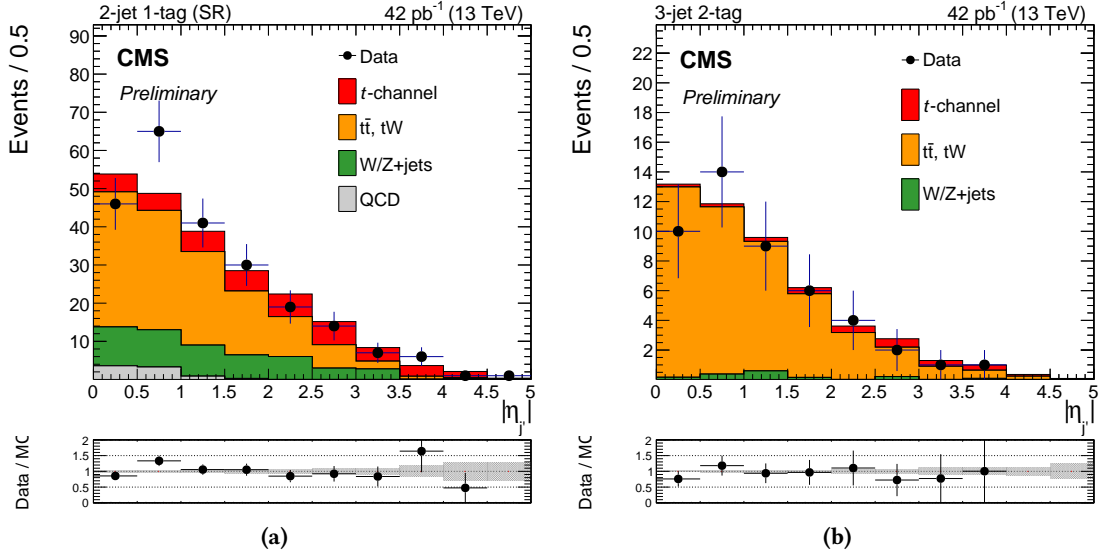 2-jet 1-tag (SR) 42 pb⁻¹ (13 TeV)
Events / 0.5
90
80
70
60
50
40
30
20
10
CMS
Preliminary
Data
t-channel
tt̄, tW
W/Z+jets
QCD
0 0.5 1 1.5 2 2.5 3 3.5 4 4.5 5
|η_j'|
Data / MC
2
1.5
1
0.5
0
(a)
3-jet 2-tag 42 pb⁻¹ (13 TeV)
Events / 0.5
22
20
18
16
14
12
10
8
6
4
2
CMS
Preliminary
Data
t-channel
tt̄, tW
W/Z+jets
0 0.5 1 1.5 2 2.5 3 3.5 4 4.5 5
|η_j'|
Data / MC
2
1.5
1
0.5
0
(b)